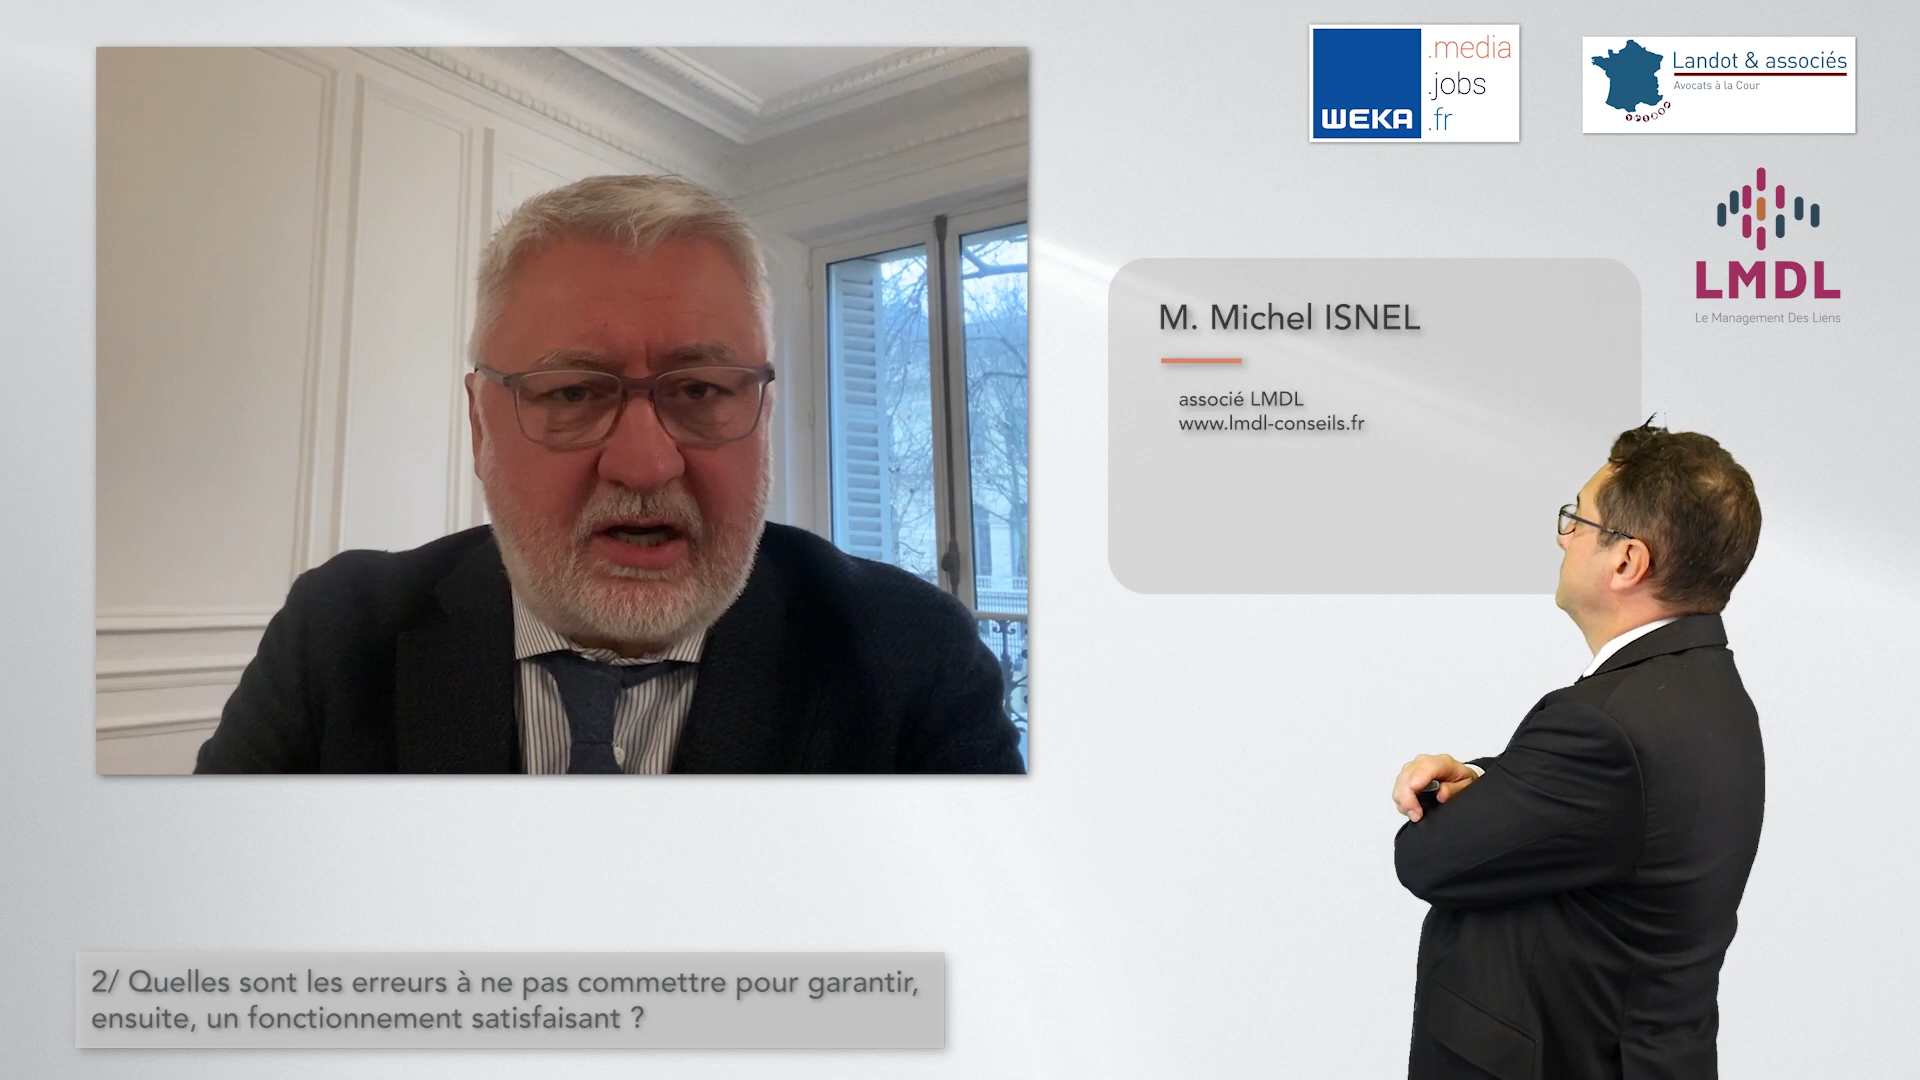 WEKA
.media
.jobs
.fr
Landot & associés
Avocats à la Cour
LMDL
Le Management Des Liens
M. Michel ISNEL
associé LMDL
www.lmdl-conseils.fr
2/ Quelles sont les erreurs à ne pas commettre pour garantir,
ensuite, un fonctionnement satisfaisant ?